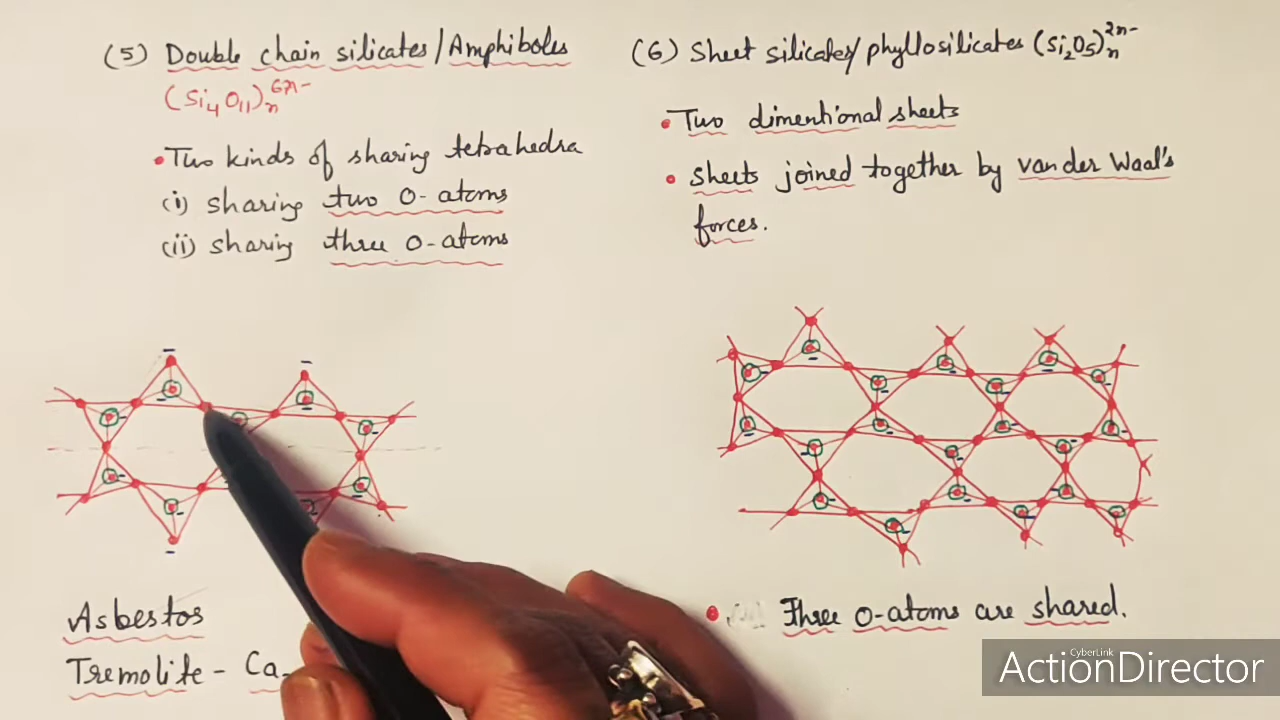 (5) Double chain silicates/Amphiboles
(Si4O11)n6n-
• Two kinds of sharing tetrahedra
(i) sharing two O-atoms
(ii) sharing three O-atoms
Asbestos
Tremolite - Ca
(6) Sheet silicates/phyllosilicates (Si2O5)n2n-
• Two dimentional sheets
• Sheets joined together by van der Waal's
forces.
• Three O-atoms are shared.
CyberLink
ActionDirector